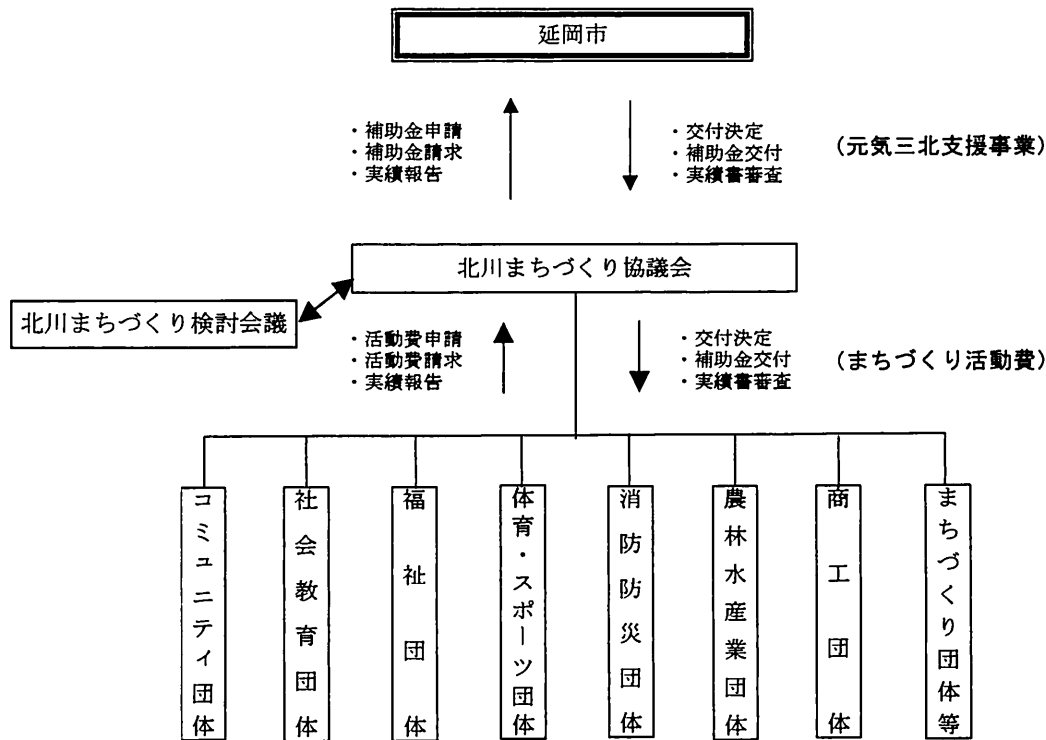 延岡市
・補助金申請
・補助金請求
・実績報告
・交付決定
・補助金交付
・実績書審査
(元気三北支援事業)
北川まちづくり協議会
北川まちづくり検討会議
・活動費申請
・活動費請求
・実績報告
・交付決定
・補助金交付
・実績書審査
(まちづくり活動費)
コミュニティ団体
社会教育団体
福祉団体
体育・スポーツ団体
消防防災団体
農林水産業団体
商工団体
まちづくり団体等